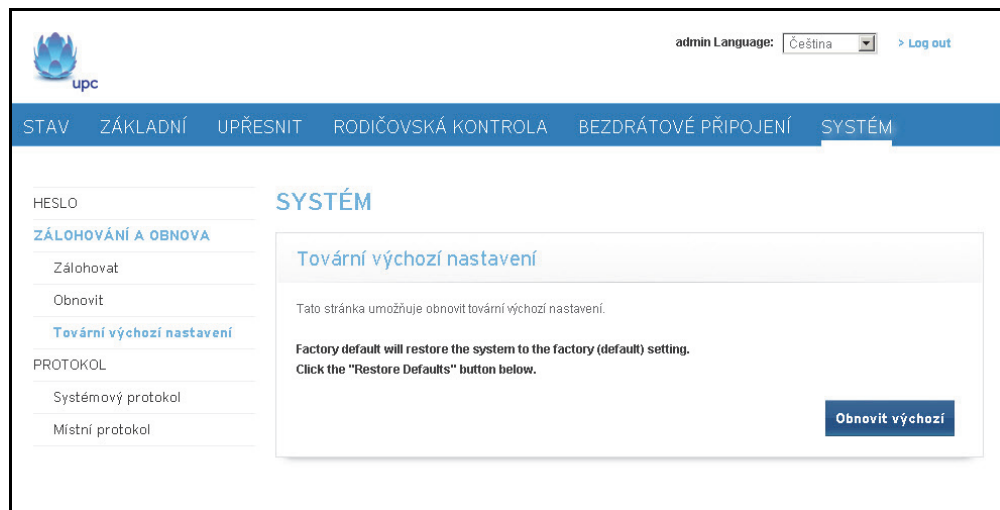 upc
admin Language: Čeština > Log out
STAV ZÁKLADNÍ UPŘESNIT RODIČOVSKÁ KONTROLA BEZDRÁTOVÉ PŘIPOJENÍ SYSTÉM
HESLO
ZÁLOHOVÁNÍ A OBNOVA
Zálohovat
Obnovit
Tovární výchozí nastavení
PROTOKOL
Systémový protokol
Místní protokol
SYSTÉM
Tovární výchozí nastavení
Tato stránka umožňuje obnovit tovární výchozí nastavení.
Factory default will restore the system to the factory (default) setting.
Click the "Restore Defaults" button below.
Obnovit výchozí